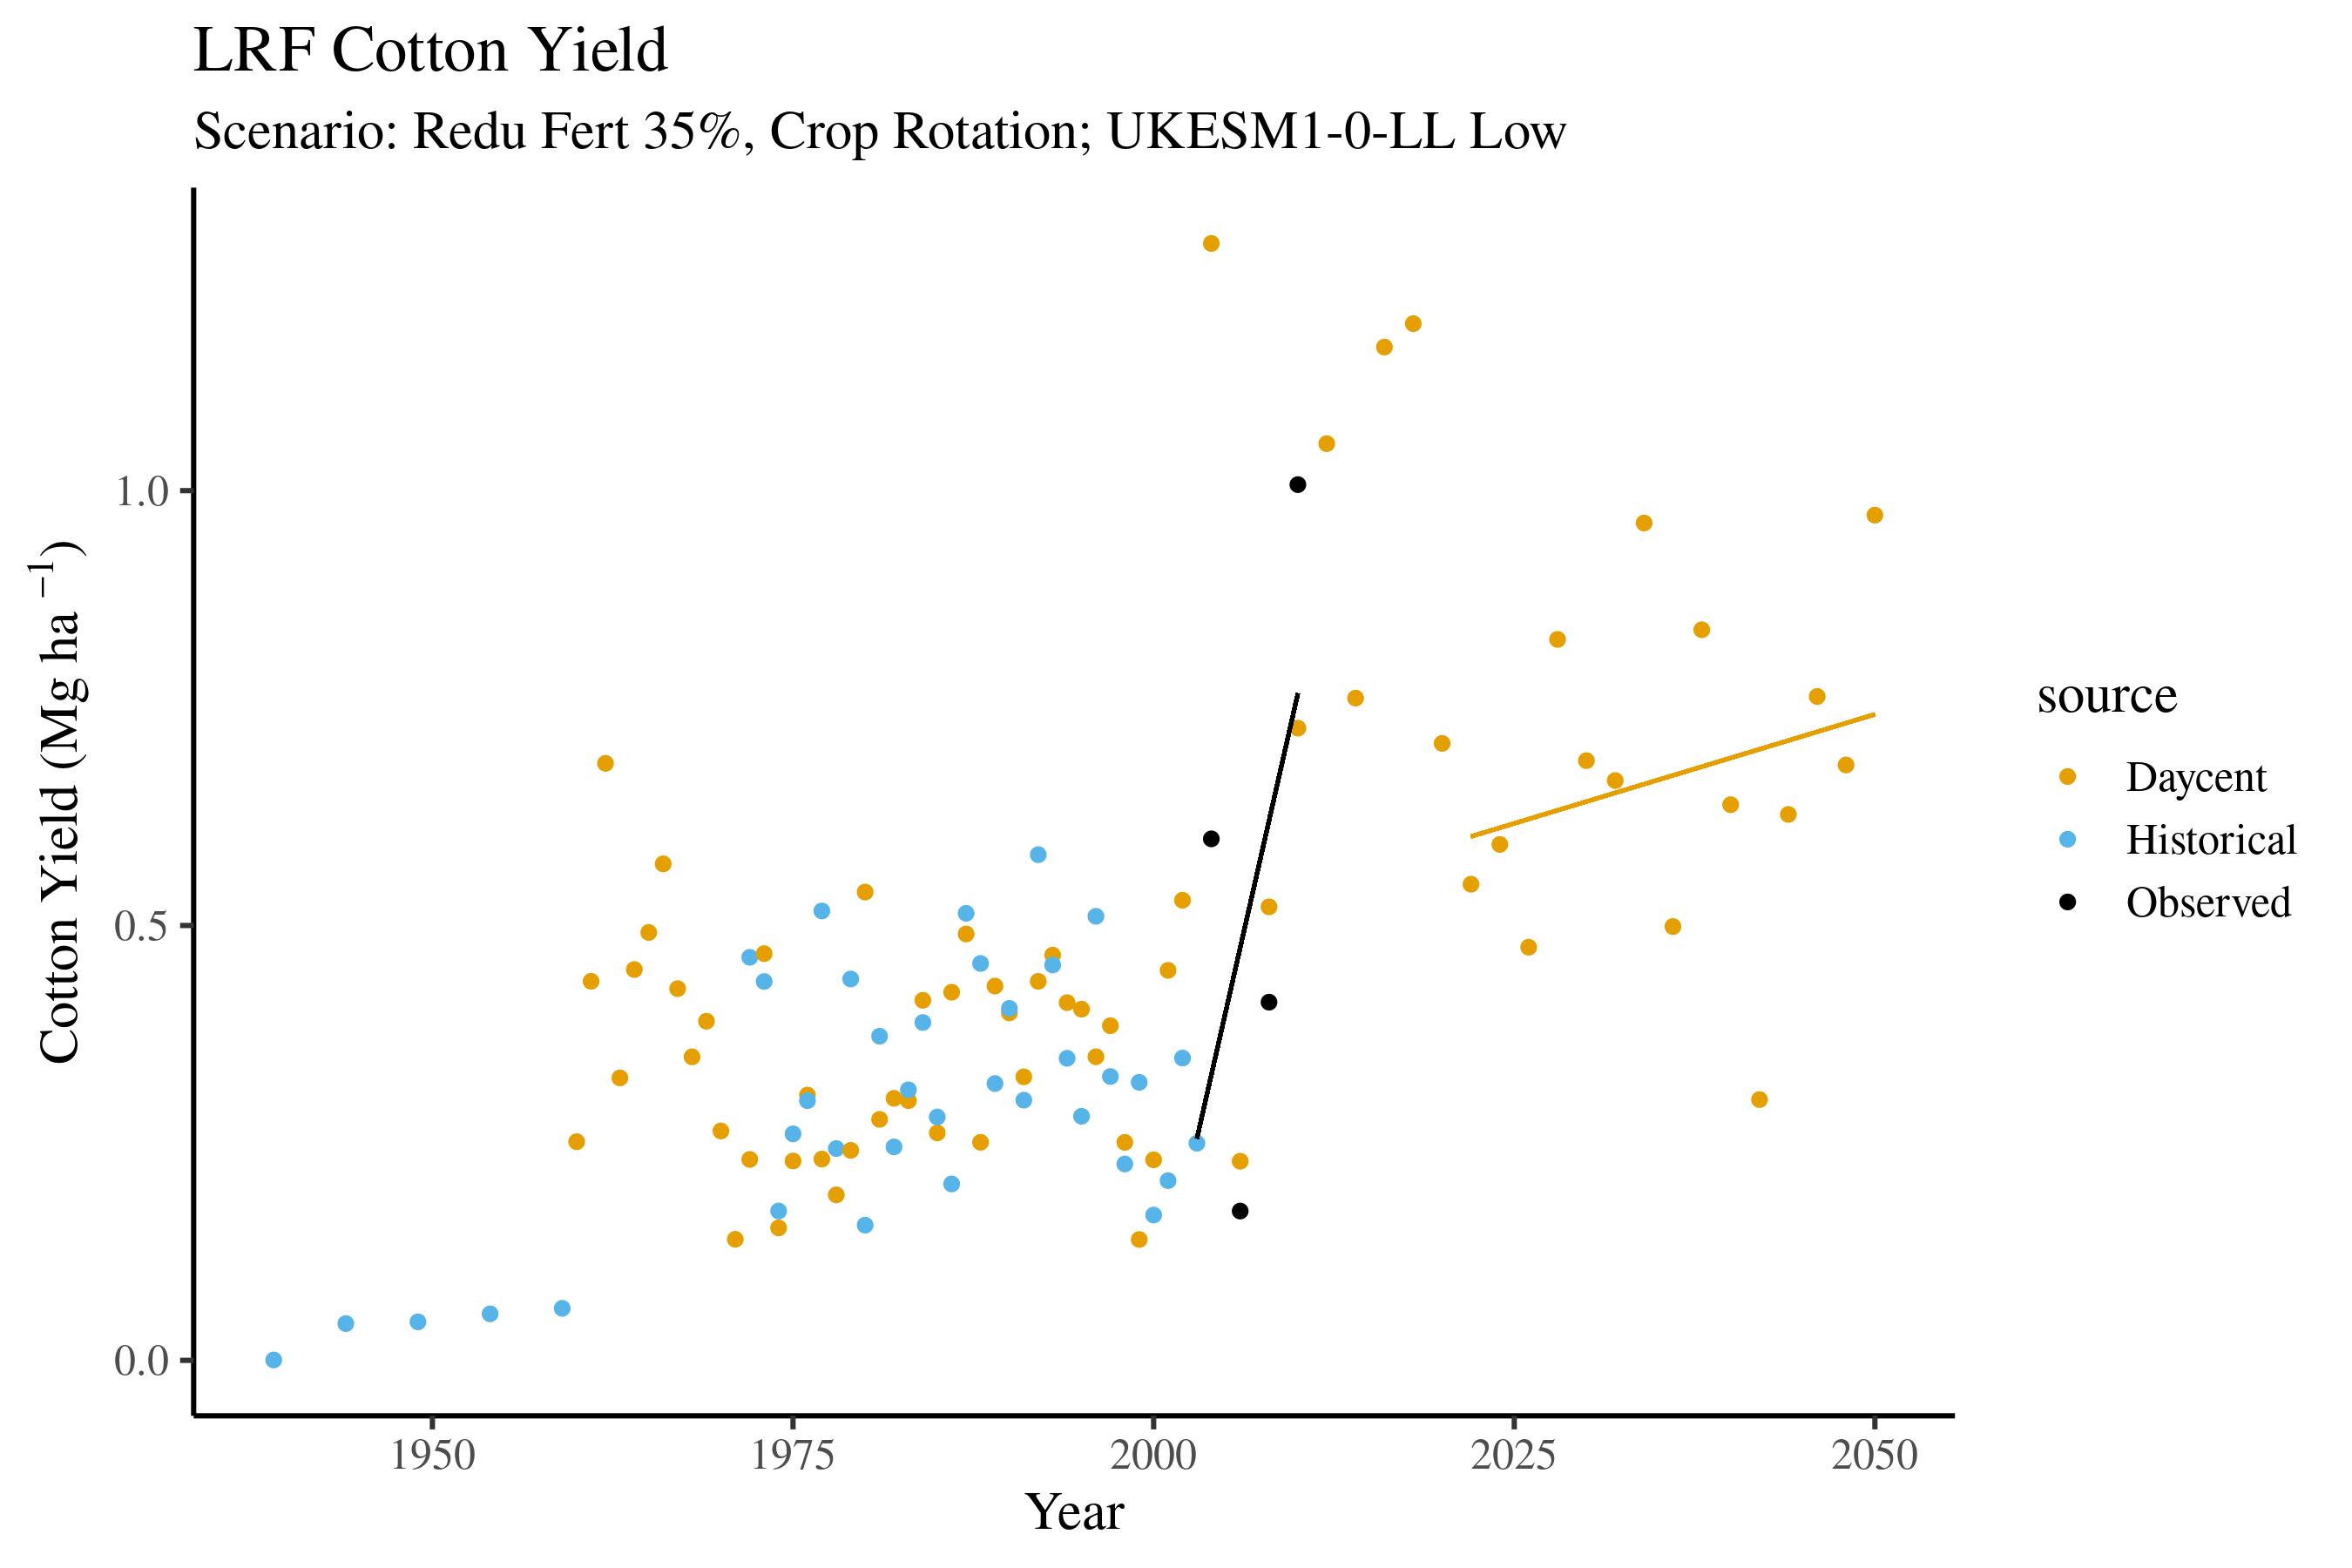 LRF Cotton Yield
Scenario: Redu Fert 35%, Crop Rotation; UKESM1-0-LL Low
Cotton Yield (Mg ha −1)
1.0
0.5
0.0
1950
1975
2000
2025
2050
Year
source
Daycent
Historical
Observed